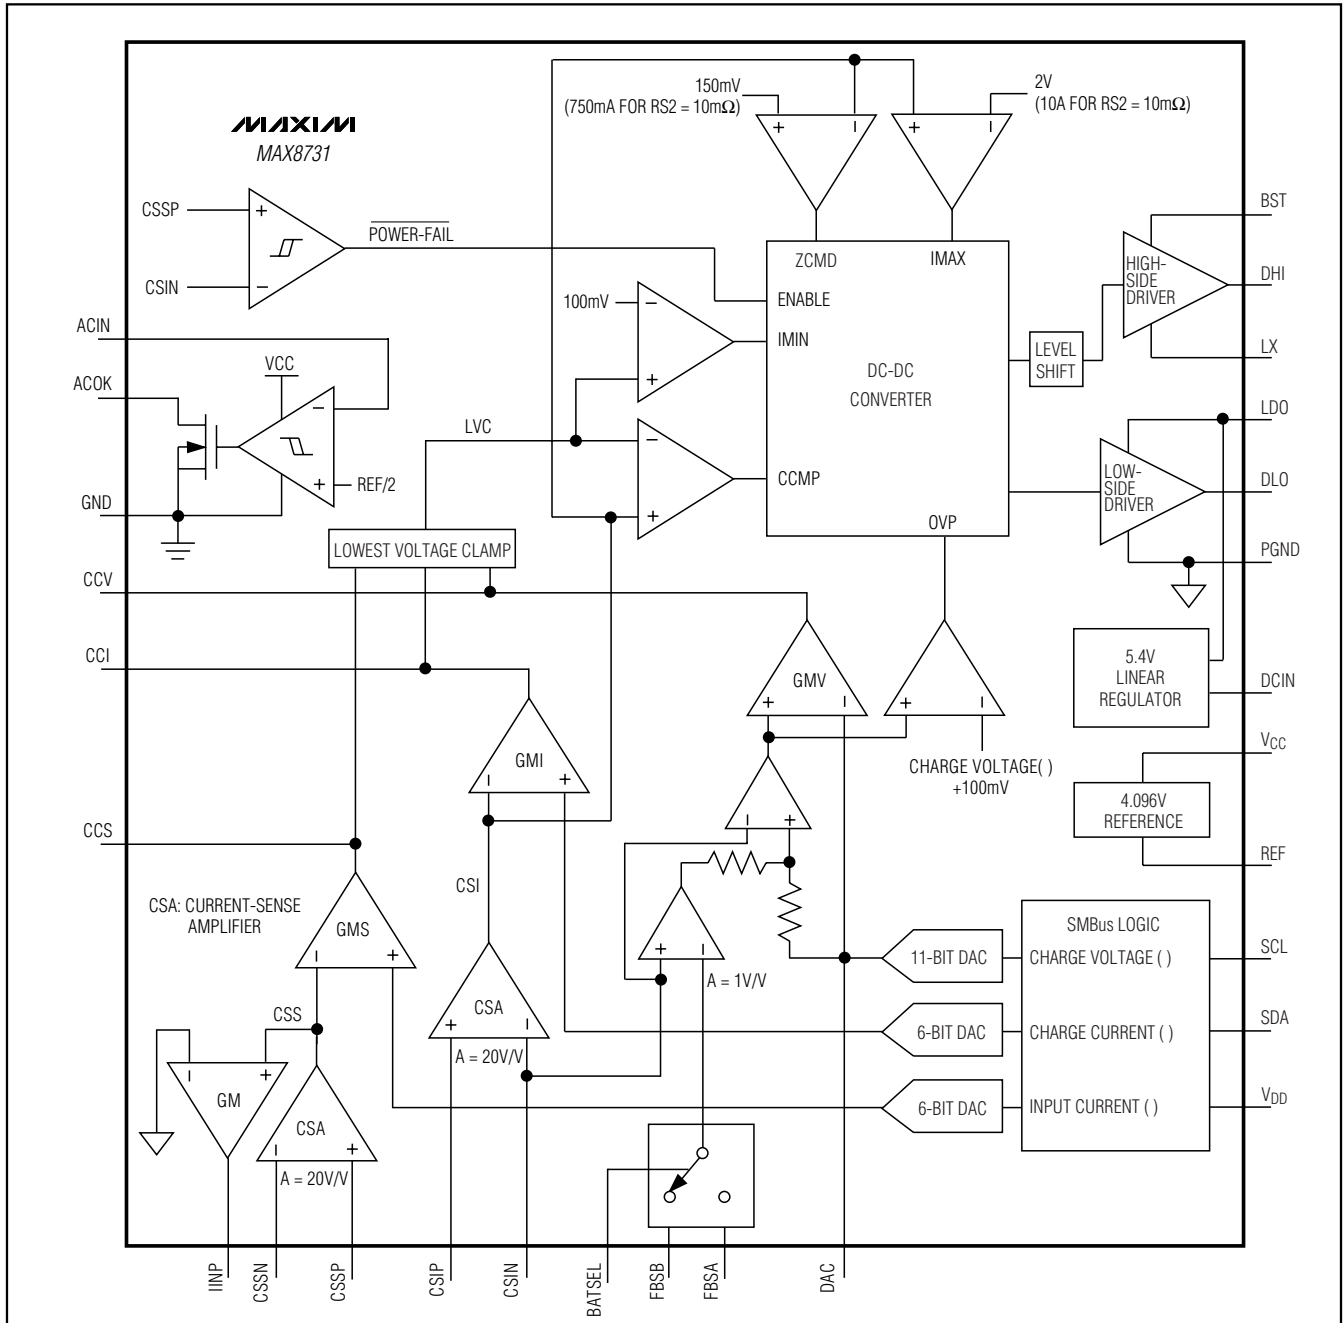 MAXIM
MAX8731
150mV
(750mA FOR RS2 = 10mΩ)
2V
(10A FOR RS2 = 10mΩ)
+
−
+
−
CSSP
+
CSIN
−
POWER-FAIL
ZCMD
IMAX
ENABLE
IMIN
DC-DC
CONVERTER
CCMP
OVP
100mV
−
+
−
+
LVC
HIGH-
SIDE
DRIVER
BST
DHI
LX
LEVEL
SHIFT
LDO
LOW-
SIDE
DRIVER
DLO
PGND
ACIN
ACOK
VCC
−
+
REF/2
GND
LOWEST VOLTAGE CLAMP
CCV
CCI
CCS
GMV
+
−
+
−
CHARGE VOLTAGE( )
+100mV
5.4V
LINEAR
REGULATOR
DCIN
VCC
4.096V
REFERENCE
REF
GMI
−
+
−
+
CSI
CSA: CURRENT-SENSE
AMPLIFIER
GMS
−
+
+
−
A = 1V/V
CSA
+
−
A = 20V/V
CSS
GM
−
+
CSA
−
+
A = 20V/V
11-BIT DAC
6-BIT DAC
6-BIT DAC
SMBus LOGIC
CHARGE VOLTAGE ( )
CHARGE CURRENT ( )
INPUT CURRENT ( )
SCL
SDA
VDD
IINP
CSSN
CSSP
CSIP
CSIN
BATSEL
FBSB
FBSA
DAC